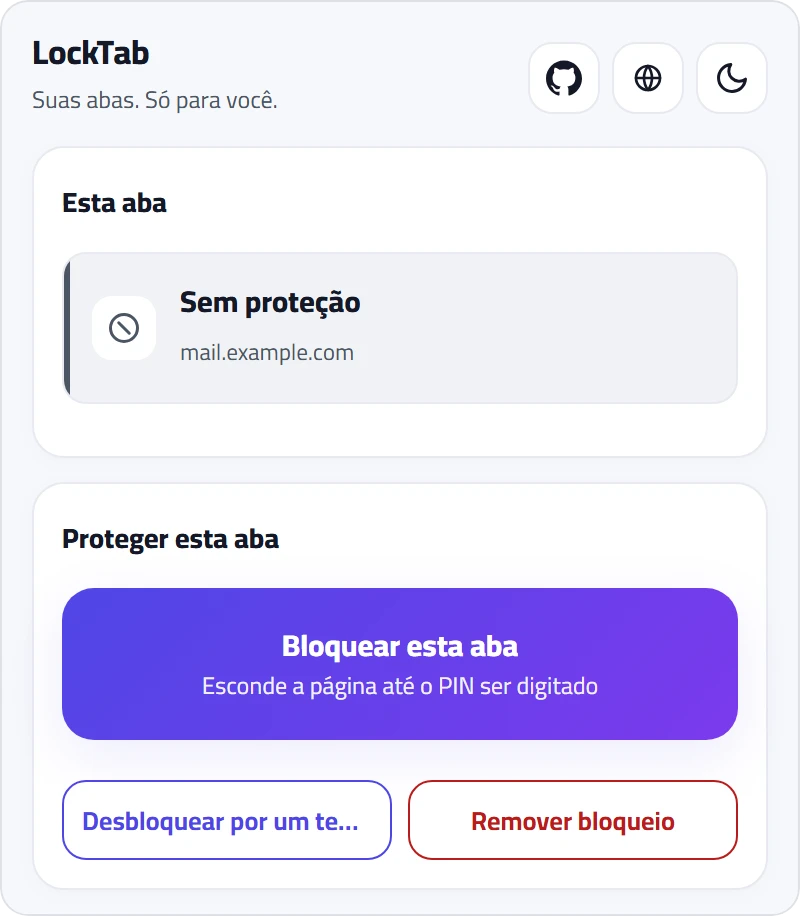 LockTab
Suas abas. Só para você.
Esta aba
Sem proteção
mail.example.com
Proteger esta aba
Bloquear esta aba
Esconde a página até o PIN ser digitado
Desbloquear por um te...
Remover bloqueio